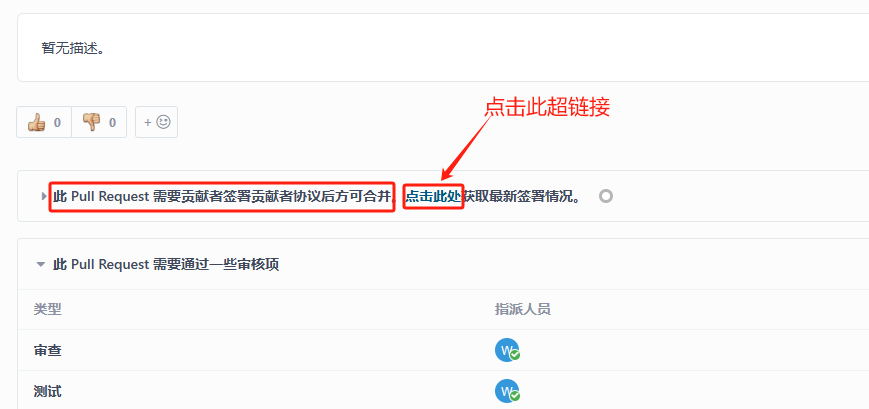 暂无描述。
点击此超链接
0 0 +
此 Pull Request 需要贡献者签署贡献者协议后方可合并。点击此处获取最新签署情况。
此 Pull Request 需要通过一些审核项
类型 指派人员
审查 W
测试 W